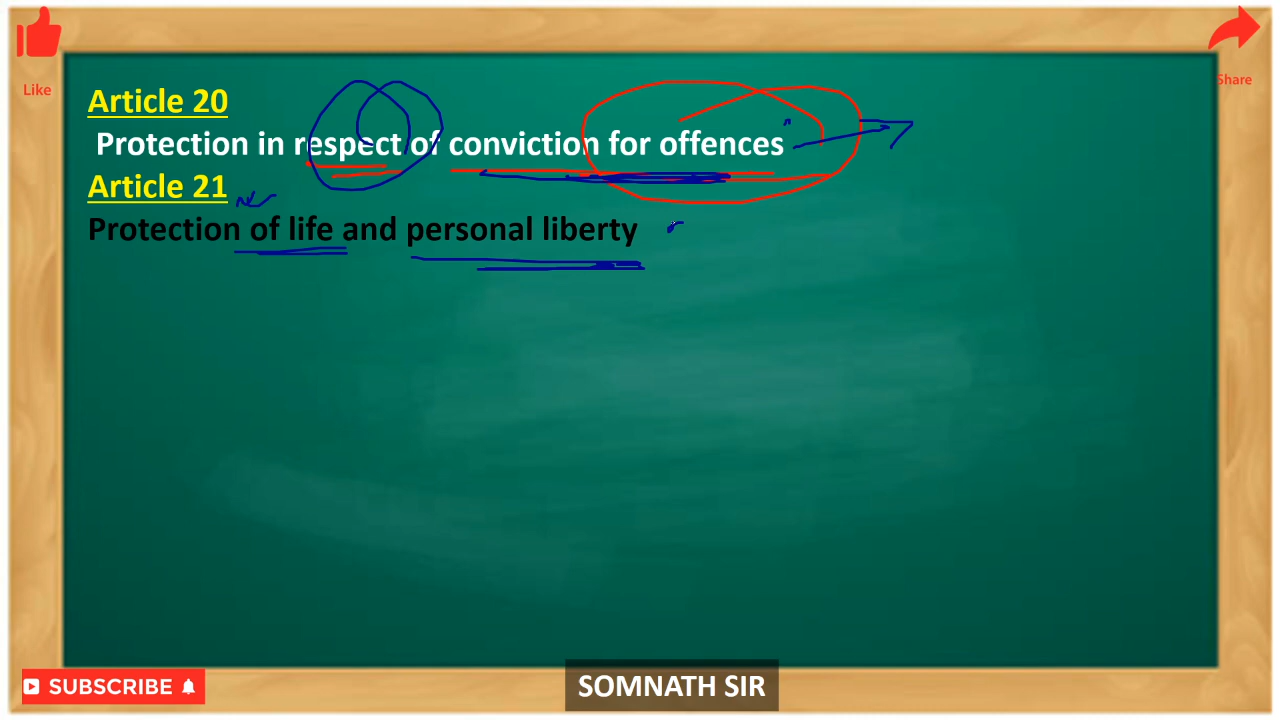 Like
Share
Article 20
Protection in respect of conviction for offences
Article 21
Protection of life and personal liberty
SUBSCRIBE
SOMNATH SIR